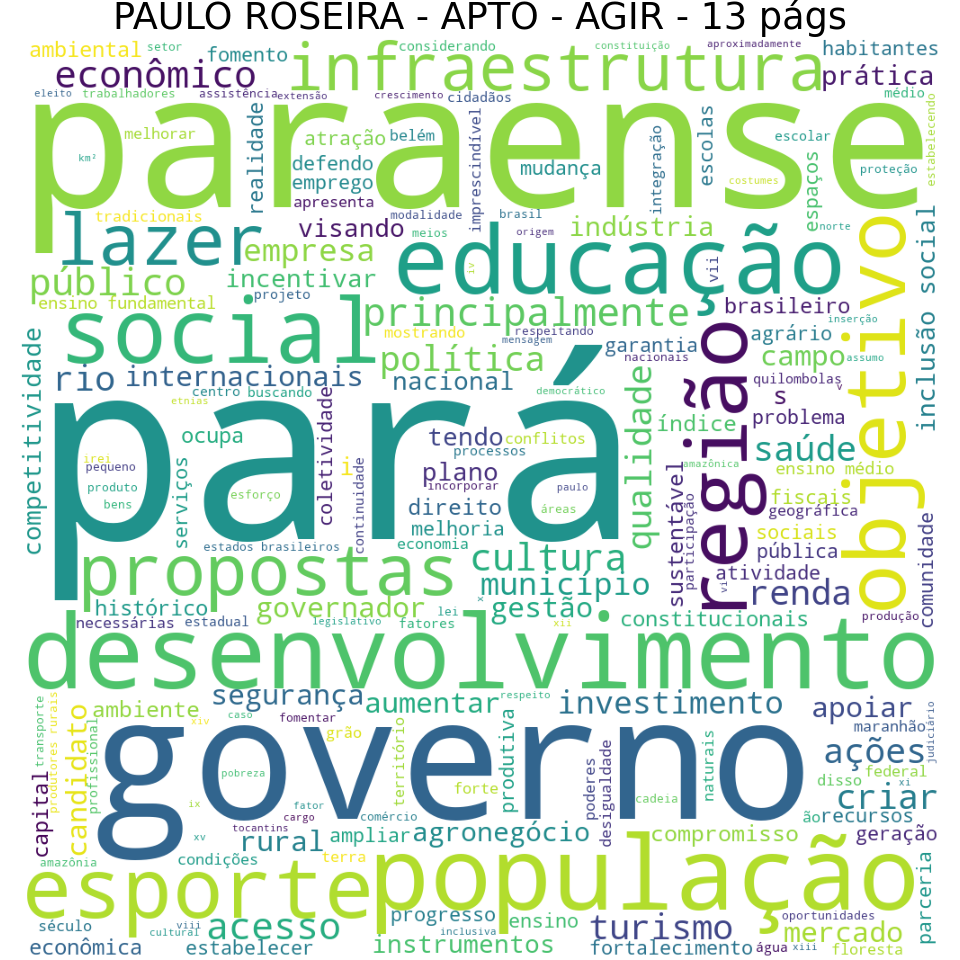 PAULO ROSEIRA - APTO - AGIR - 13 págs
ambiental setor fomento considerando constituição aproximadamente habitantes
econômico infraestrutura prática
eleito trabalhadores assistência extensão crescimento cidadãos médio
paraense
melhorar realidade atração belém defendo emprego apresenta imprescindível mudança integração escolas escolar costumes espaços proteção estabelecendo
km²
tradicionais visando modalidade brasil meios origem indústria norte
lazer empresa educação vii objetivo inclusão social
público incentivar iv
ensino fundamental projeto principalmente brasileiro inserção
social mostrando respeitando mensagem garantia agrário
política nacionais campo assumo
rio internacionais nacional democrático região quilombolas v
competitividade etnias centro buscando qualidade s
pará
ocupa coletividade tendo conflitos índice problema
processos saúde
irei pequeno i plano amazônica ensino médio
produto serviços esforço continuidade incorporar paulo sustentável participação fiscais
bens direito áreas geográfica
melhoria sociais comunidade
estados brasileiros economia pública
propostas cultura atividade
município vi renda
histórico governador lei x gestão constitucionais produção
necessárias estadual legislativo fatores xii
desenvolvimento
segurança aumentar respeito investimento apoiar
transporte produtores rurais candidato profissional ambiente xiv caso fomentar grão território produtiva poderes desigualdade naturais maranhão judiciário
governo
ações
capital pobreza forte disso federal
cadeia xi criar
ix fator comércio ão recursos
xv cargo tocantins rural ampliar agronegócio compromisso geração
amazônia condições terra
esporte população parceria
século viii acesso progresso ensino turismo oportunidades
cultural inclusiva mercado
econômica estabelecer instrumentos fortalecimento água xiii floresta